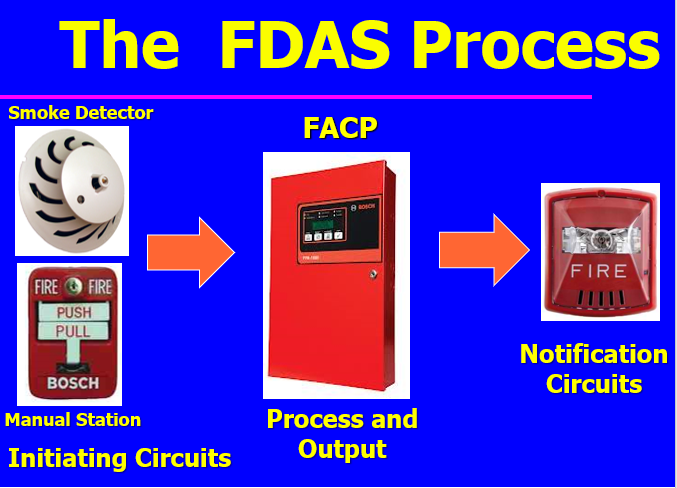 The FDAS Process
Smoke Detector
FACP
BOSCH
FIRE FIRE
PUSH
PULL
BOSCH
FIRE
Manual Station
Initiating Circuits
Process and
Output
Notification
Circuits